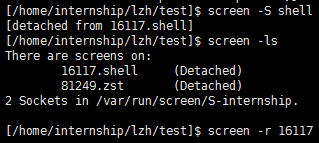 [/home/internship/lzh/test]$ screen -S shell
[detached from 16117.shell]
[/home/internship/lzh/test]$ screen -ls
There are screens on:
16117.shell (Detached)
81249.zst (Detached)
2 Sockets in /var/run/screen/S-internship.
[/home/internship/lzh/test]$ screen -r 16117